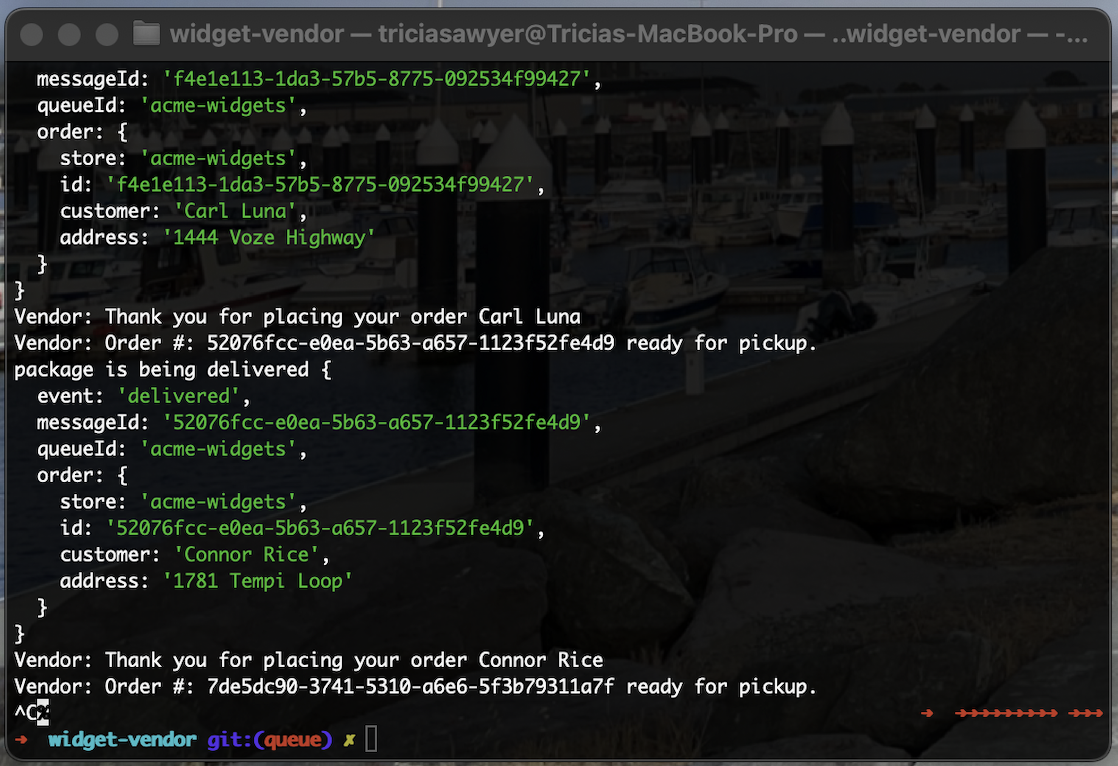 widget-vendor — triciasawyer@Tricias-MacBook-Pro — ..widget-vendor — -...
messageId: 'f4e1e113-1da3-57b5-8775-092534f99427',
queueId: 'acme-widgets',
order: {
store: 'acme-widgets',
id: 'f4e1e113-1da3-57b5-8775-092534f99427',
customer: 'Carl Luna',
address: '1444 Voze Highway'
}
}
Vendor: Thank you for placing your order Carl Luna
Vendor: Order #: 52076fcc-e0ea-5b63-a657-1123f52fe4d9 ready for pickup.
package is being delivered {
event: 'delivered',
messageId: '52076fcc-e0ea-5b63-a657-1123f52fe4d9',
queueId: 'acme-widgets',
order: {
store: 'acme-widgets',
id: '52076fcc-e0ea-5b63-a657-1123f52fe4d9',
customer: 'Connor Rice',
address: '1781 Tempi Loop'
}
}
Vendor: Thank you for placing your order Connor Rice
Vendor: Order #: 7de5dc90-3741-5310-a6e6-5f3b79311a7f ready for pickup.
^C
➜ widget-vendor git:(queue) ✗